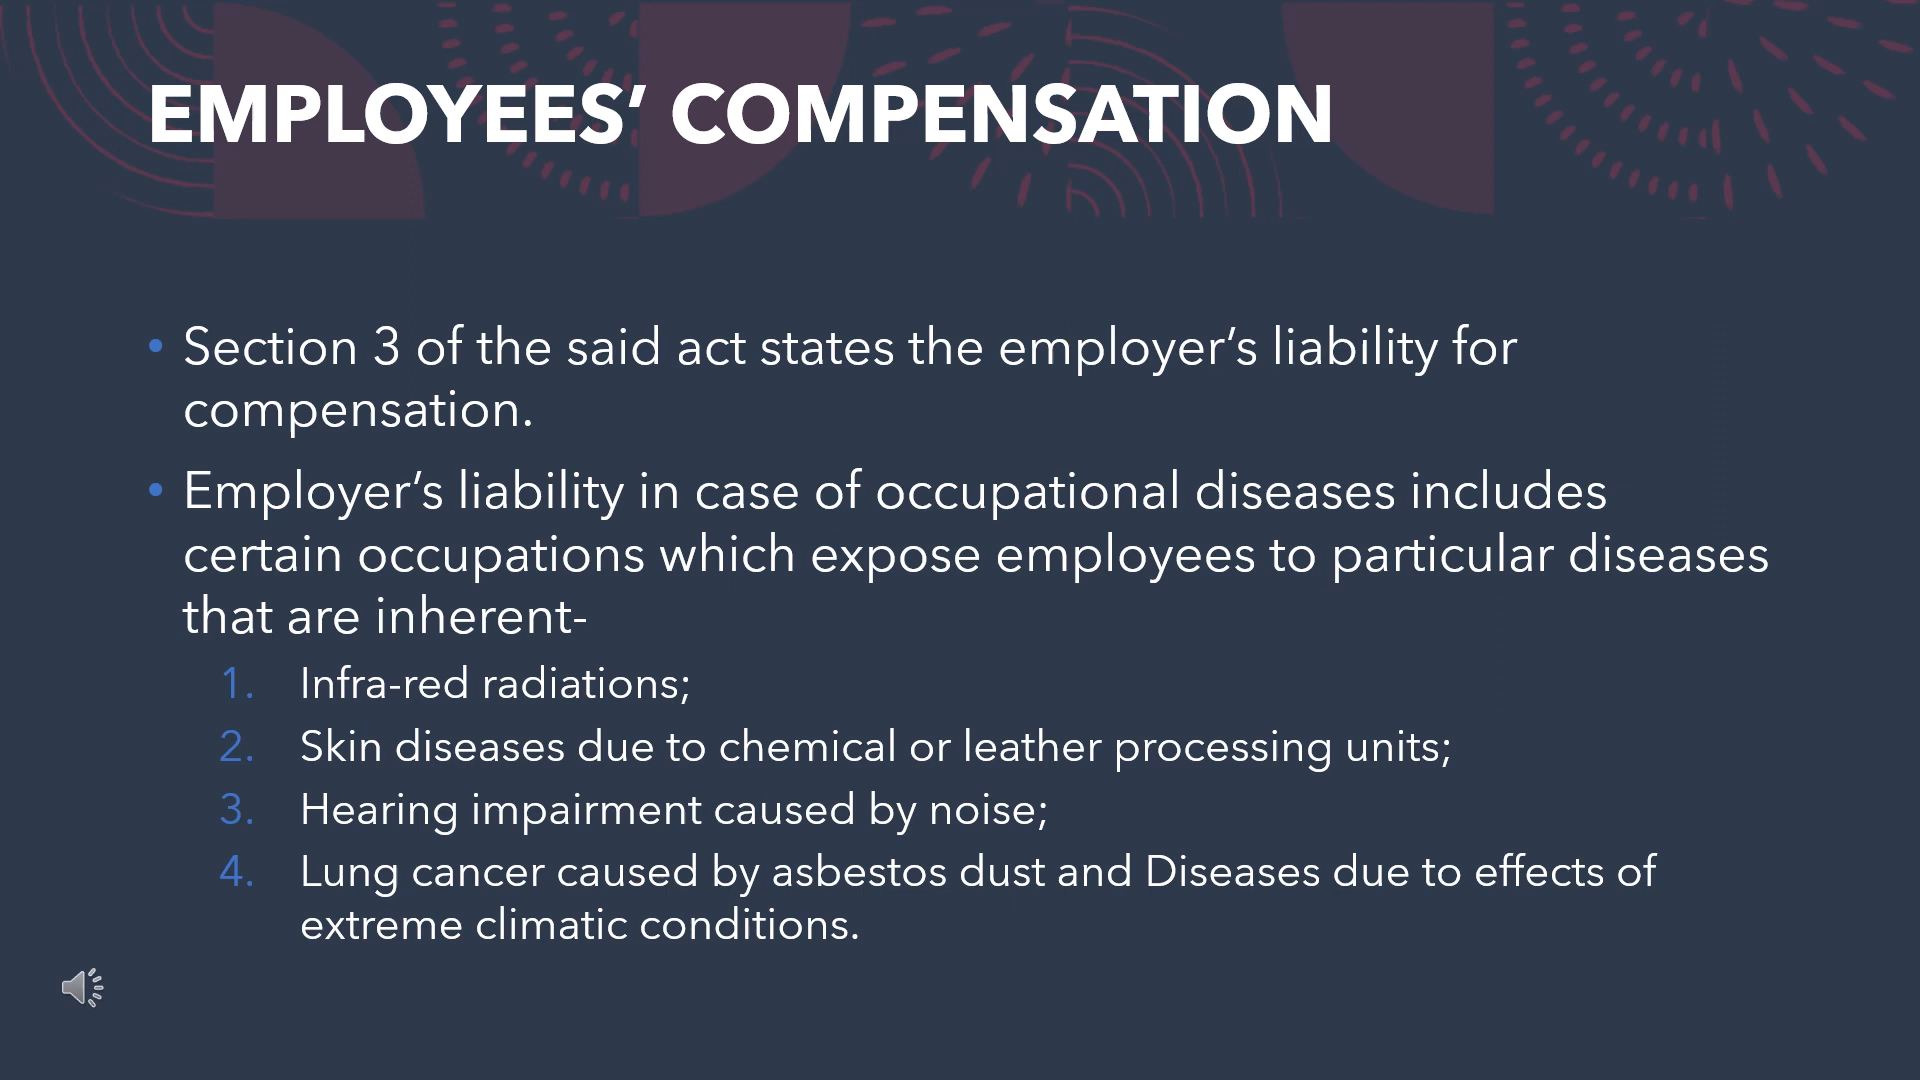 EMPLOYEES’ COMPENSATION
• Section 3 of the said act states the employer’s liability for
compensation.
• Employer’s liability in case of occupational diseases includes
certain occupations which expose employees to particular diseases
that are inherent-
1. Infra-red radiations;
2. Skin diseases due to chemical or leather processing units;
3. Hearing impairment caused by noise;
4. Lung cancer caused by asbestos dust and Diseases due to effects of
extreme climatic conditions.